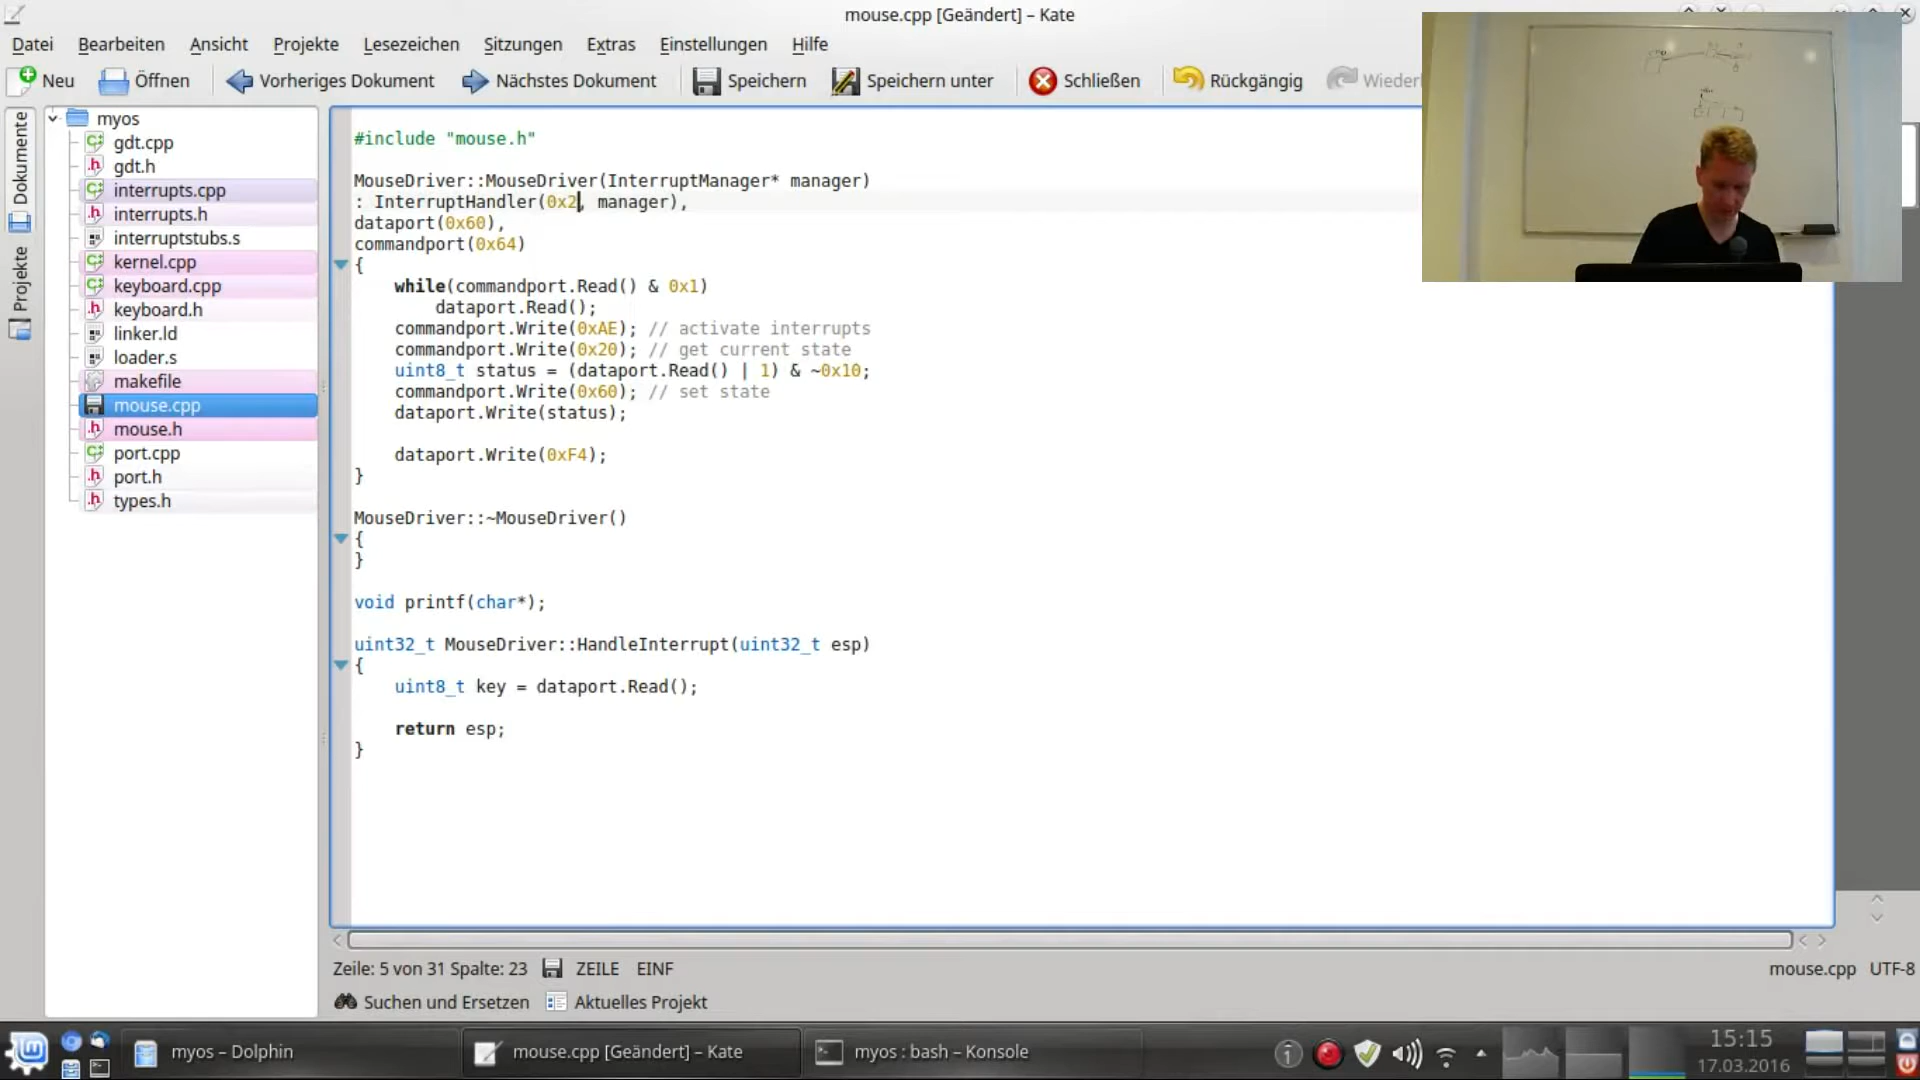 mouse.cpp [Geändert] – Kate
Datei Bearbeiten Ansicht Projekte Lesezeichen Sitzungen Extras Einstellungen Hilfe
Neu Öffnen Vorheriges Dokument Nächstes Dokument Speichern Speichern unter Schließen Rückgängig
Dokumente
Projekte
myos
gdt.cpp
gdt.h
interrupts.cpp
interrupts.h
interruptstubs.s
kernel.cpp
keyboard.cpp
keyboard.h
linker.ld
loader.s
makefile
mouse.cpp
mouse.h
port.cpp
port.h
types.h
#include "mouse.h"
MouseDriver::MouseDriver(InterruptManager* manager)
: InterruptHandler(0x2, manager),
dataport(0x60),
commandport(0x64)
{
while(commandport.Read() & 0x1)
dataport.Read();
commandport.Write(0xAE); // activate interrupts
commandport.Write(0x20); // get current state
uint8_t status = (dataport.Read() | 1) & ~0x10;
commandport.Write(0x60); // set state
dataport.Write(status);
dataport.Write(0xF4);
}
MouseDriver::~MouseDriver()
{
}
void printf(char*);
uint32_t MouseDriver::HandleInterrupt(uint32_t esp)
{
uint8_t key = dataport.Read();
return esp;
}
Zeile: 5 von 31 Spalte: 23 ZEILE EINF mouse.cpp UTF-8
Suchen und Ersetzen Aktuelles Projekt
myos – Dolphin mouse.cpp [Geändert] – Kate myos : bash – Konsole
15:15
17.03.2016